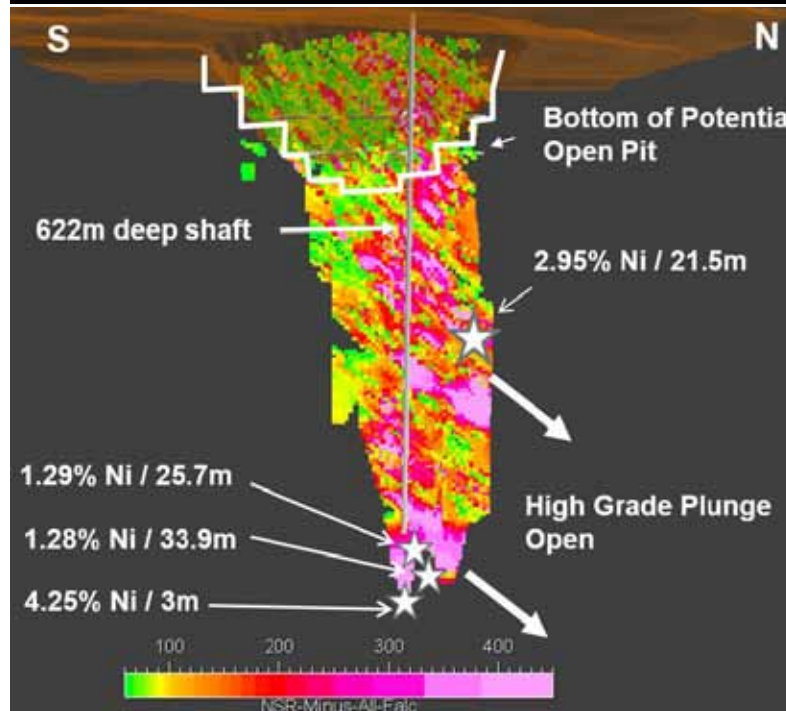 S
N
Bottom of Potentia
Open Pit
622m deep shaft
2.95% Ni / 21.5m
1.29% Ni / 25.7m
High Grade Plunge
Open
1.28% Ni / 33.9m
4.25% Ni / 3m
100 200 300 400
NSR-Minus-All-Falc